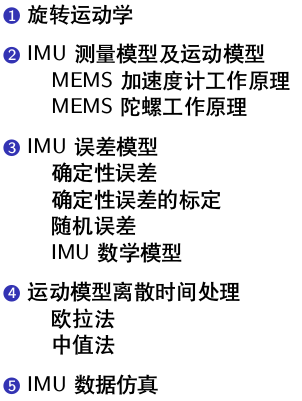 1 旋转运动学
2 IMU 测量模型及运动模型
MEMS 加速度计工作原理
MEMS 陀螺工作原理
3 IMU 误差模型
确定性误差
确定性误差的标定
随机误差
IMU 数学模型
4 运动模型离散时间处理
欧拉法
中值法
5 IMU 数据仿真